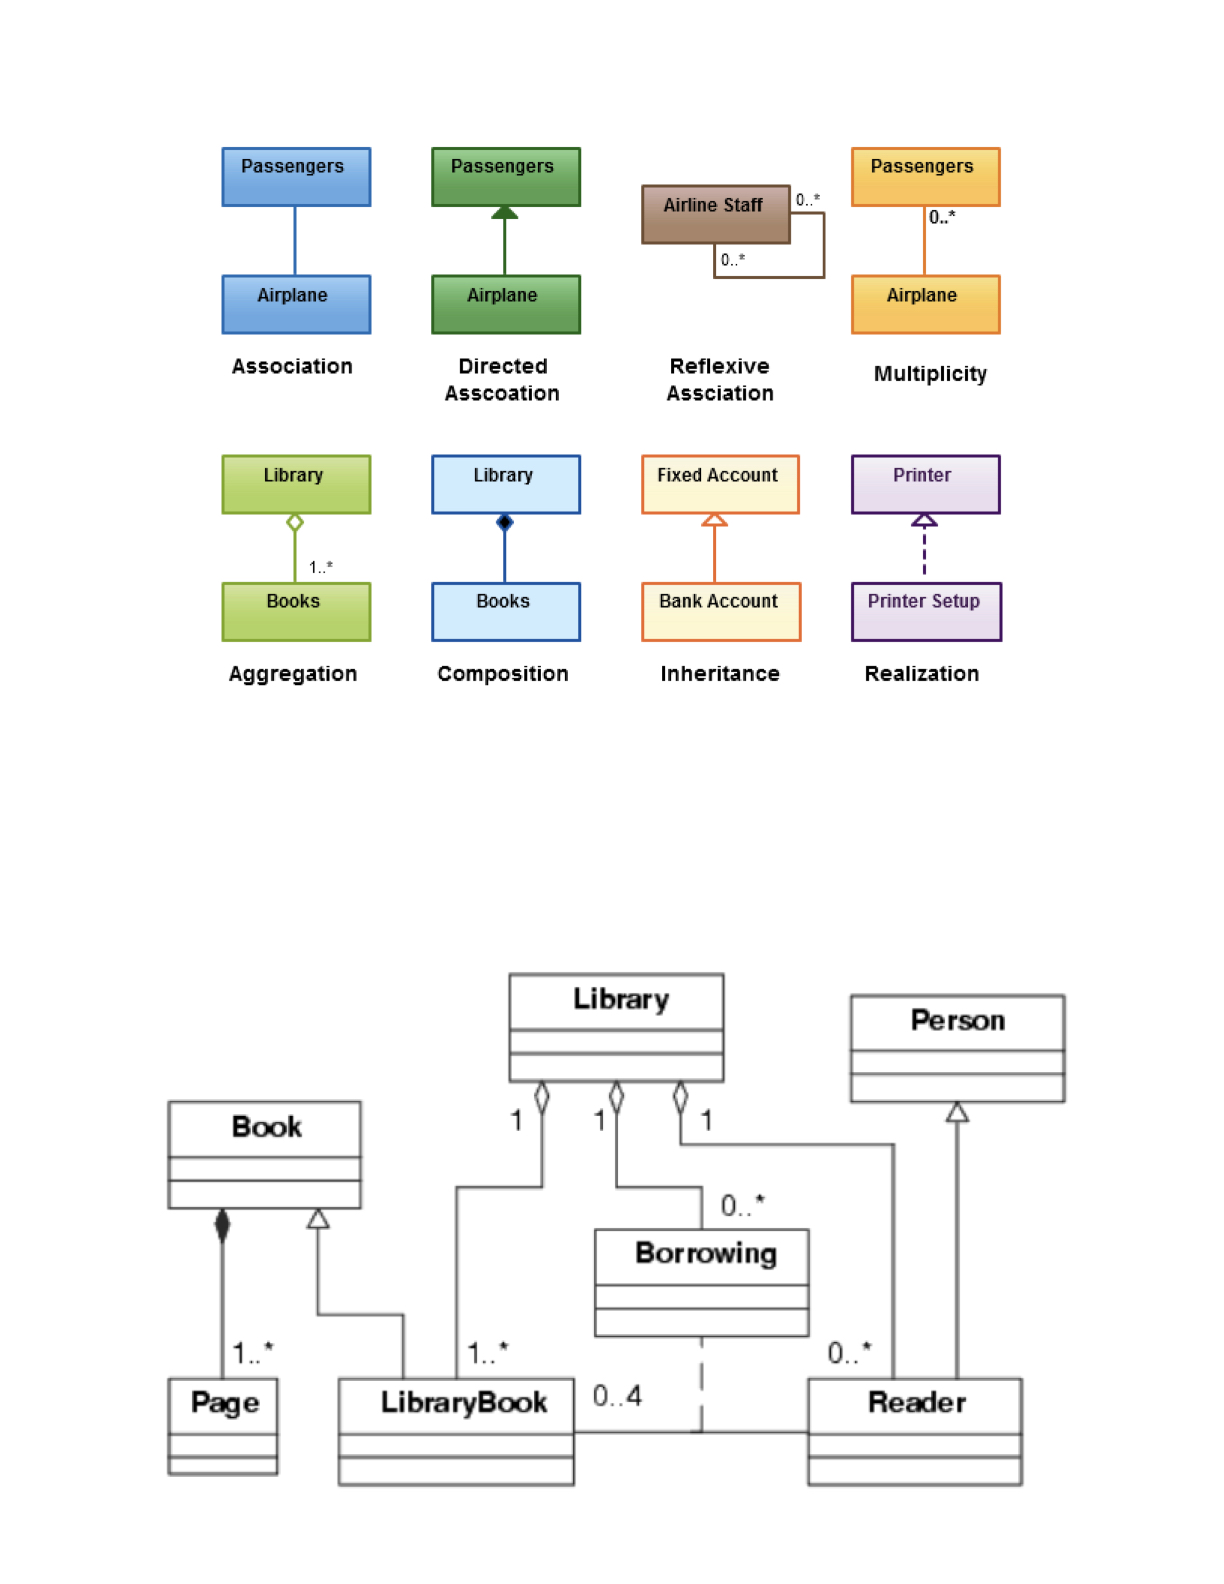 Passengers
Passengers
Passengers
Airline Staff
0..*
0..*
0..*
Airplane
Airplane
Airplane
Association
Directed
Asscoation
Reflexive
Assciation
Multiplicity
Library
Library
Fixed Account
Printer
1..*
Books
Books
Bank Account
Printer Setup
Aggregation
Composition
Inheritance
Realization
Library
Person
1
1
1
Book
0..*
Borrowing
1..*
1..*
0..*
Page
LibraryBook
0..4
Reader